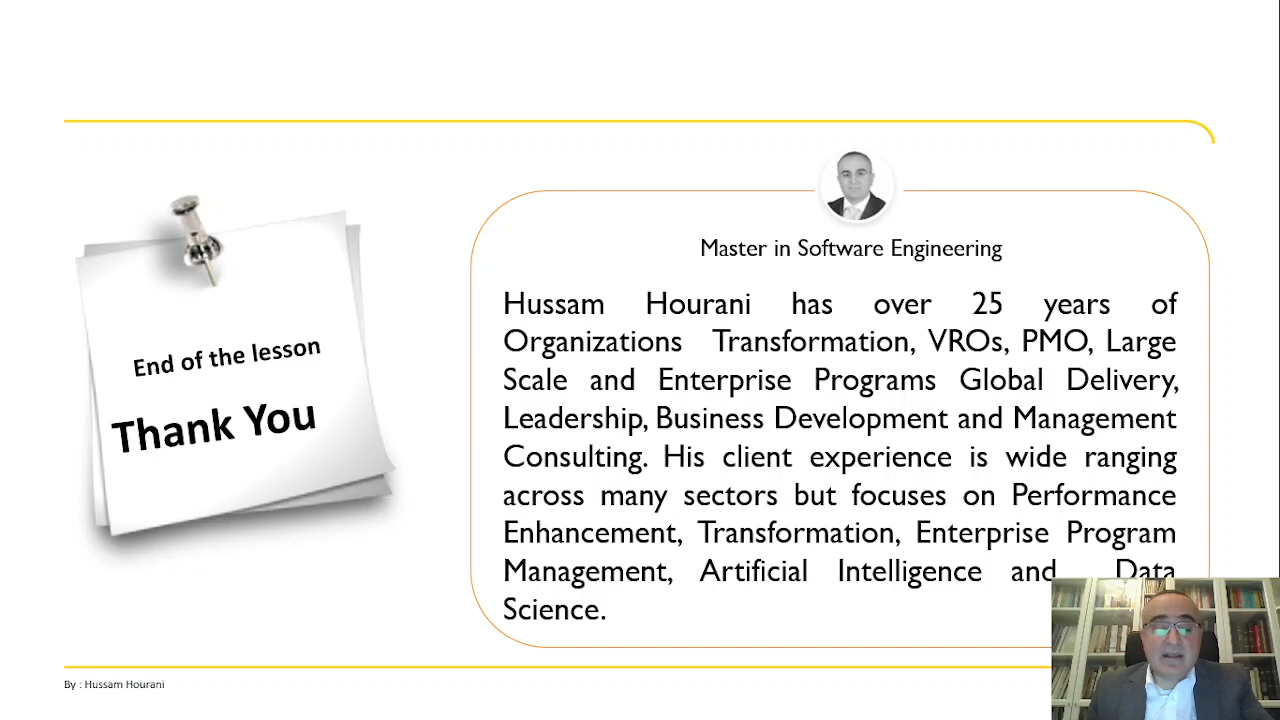 End of the lesson
Thank You
Master in Software Engineering
Hussam Hourani has over 25 years of
Organizations Transformation, VROs, PMO, Large
Scale and Enterprise Programs Global Delivery,
Leadership, Business Development and Management
Consulting. His client experience is wide ranging
across many sectors but focuses on Performance
Enhancement, Transformation, Enterprise Program
Management, Artificial Intelligence and Data
Science.
By : Hussam Hourani